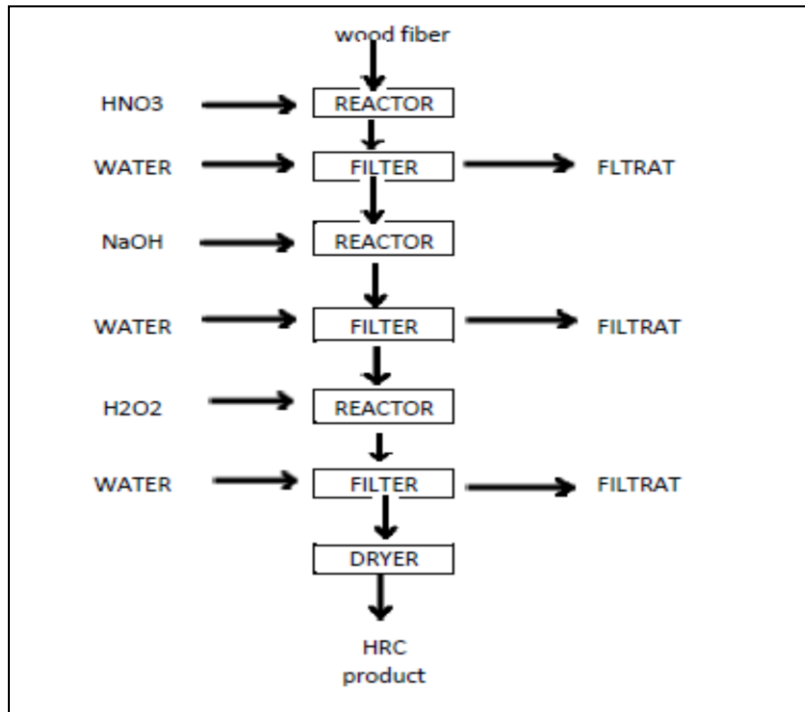 wood fiber
HNO3 REACTOR
WATER FILTER FLTRAT
NaOH REACTOR
WATER FILTER FILTRAT
H2O2 REACTOR
WATER FILTER FILTRAT
DRYER
HRC
product